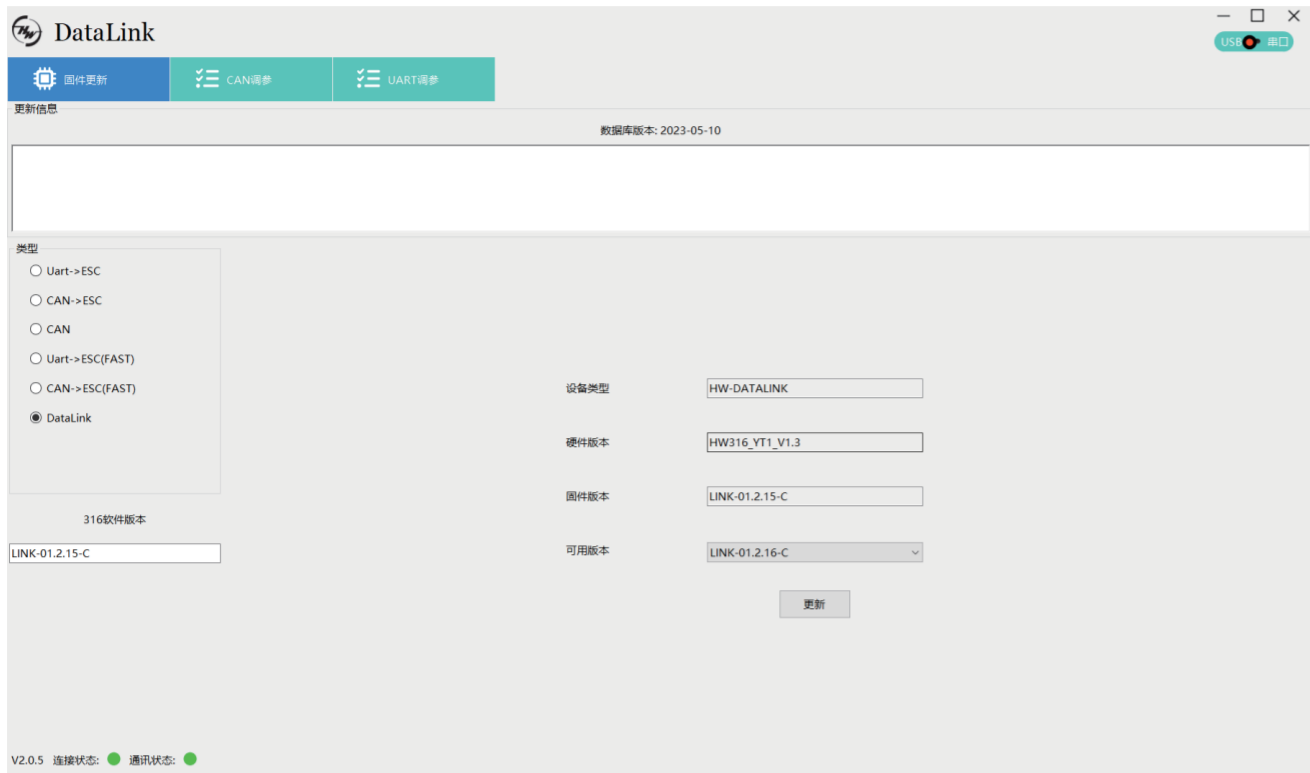 HW DataLink
USB 串口
固件更新 CAN调参 UART调参
更新信息
数据库版本: 2023-05-10
类型
Uart->ESC
CAN->ESC
CAN
Uart->ESC(FAST)
CAN->ESC(FAST)
DataLink
设备类型 HW-DATALINK
硬件版本 HW316_YT1_V1.3
固件版本 LINK-01.2.15-C
316软件版本
LINK-01.2.15-C
可用版本 LINK-01.2.16-C
更新
V2.0.5 连接状态: 通讯状态: